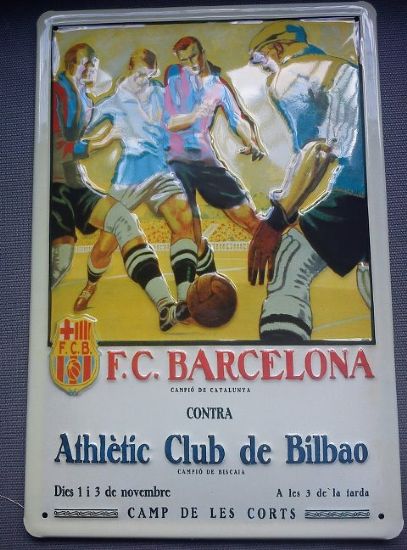 F.C.B.
F.C. BARCELONA
CAMPIÓ DE CATALUNYA
CONTRA
Athlètic Club de Bilbao
CAMPIÓ DE BISCAIA
Dies 1 i 3 de novembre A les 3 de la tarda
CAMP DE LES CORTS